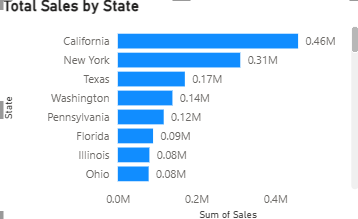 Total Sales by State
California 0.46M
New York 0.31M
Texas 0.17M
Washington 0.14M
Pennsylvania 0.12M
Florida 0.09M
Illinois 0.08M
Ohio 0.08M
State
0.0M 0.2M 0.4M
Sum of Sales